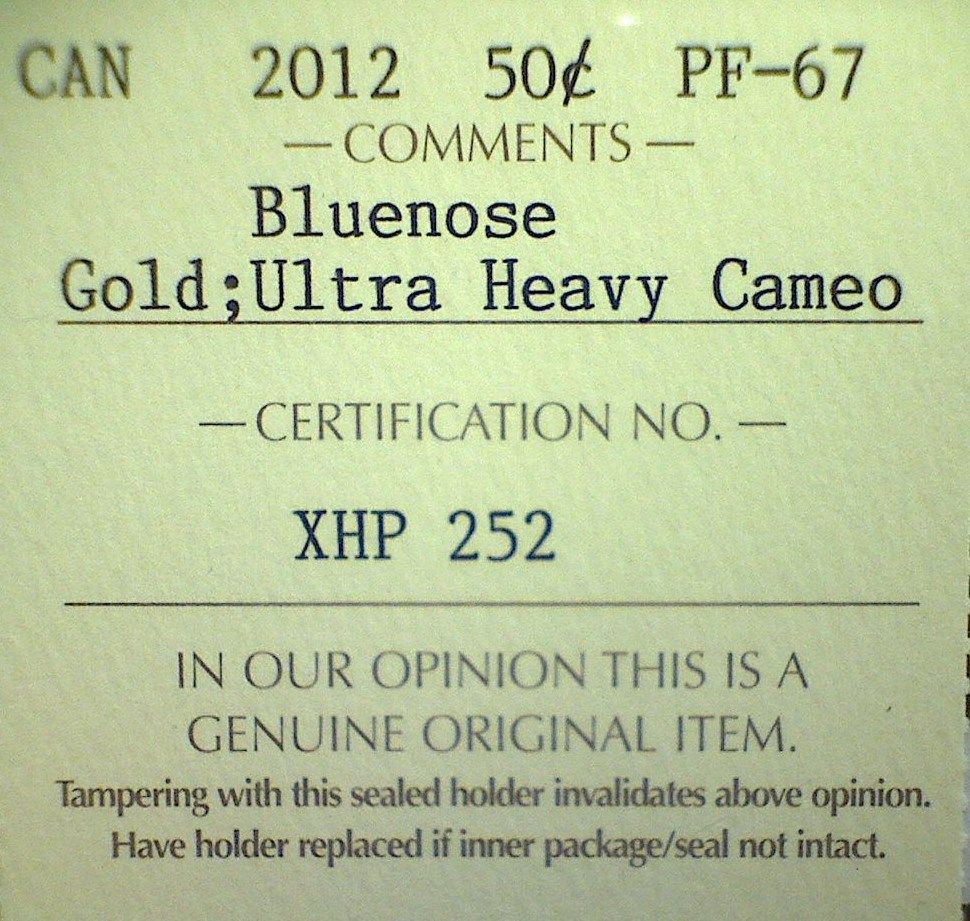 CAN 2012 50¢ PF-67
— COMMENTS —
Bluenose
Gold;Ultra Heavy Cameo
— CERTIFICATION NO. —
XHP 252
IN OUR OPINION THIS IS A
GENUINE ORIGINAL ITEM.
Tampering with this sealed holder invalidates above opinion.
Have holder replaced if inner package/seal not intact.